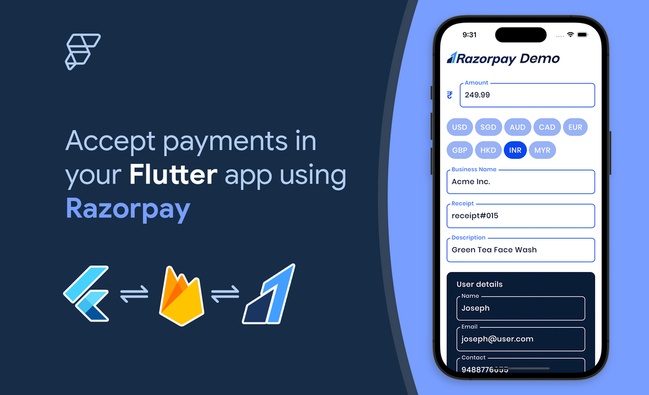 Accept payments in
your Flutter app using
Razorpay
9:31
Razorpay Demo
Amount
₹ 249.99
USD SGD AUD CAD EUR
GBP HKD INR MYR
Business Name
Acme Inc.
Receipt
receipt#015
Description
Green Tea Face Wash
User details
Name
Joseph
Email
joseph@user.com
Contact